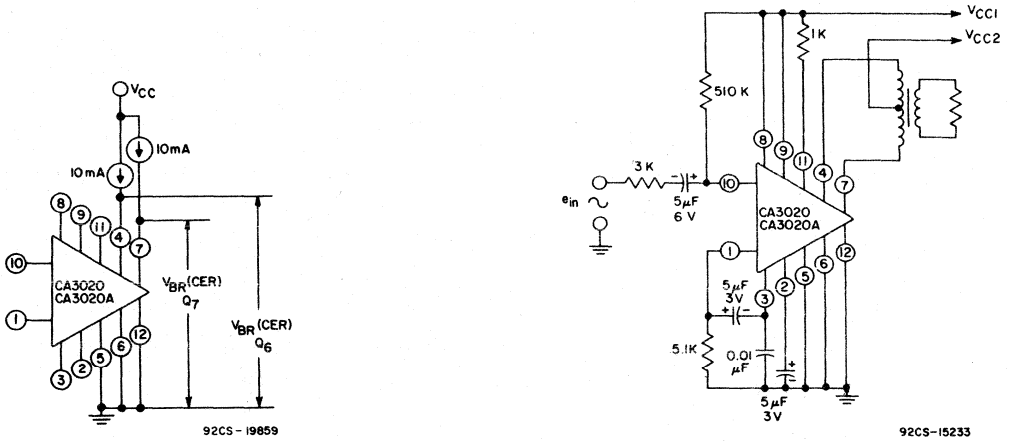 VCC
10mA
10mA
8
9
11
4
7
10
CA3020
CA3020A
1
3
2
5
6
12
VBR(CER)
Q7
VBR(CER)
Q6
92CS-19859
VCC1
VCC2
1K
510 K
8
9
11
4
7
3K
- +
5µF
6 V
10
ein
CA3020
CA3020A
1
3
2
5
6
12
5µF
3V
+ -
5.1K
0.01
µF
+
-
5µF
3V
92CS-15233